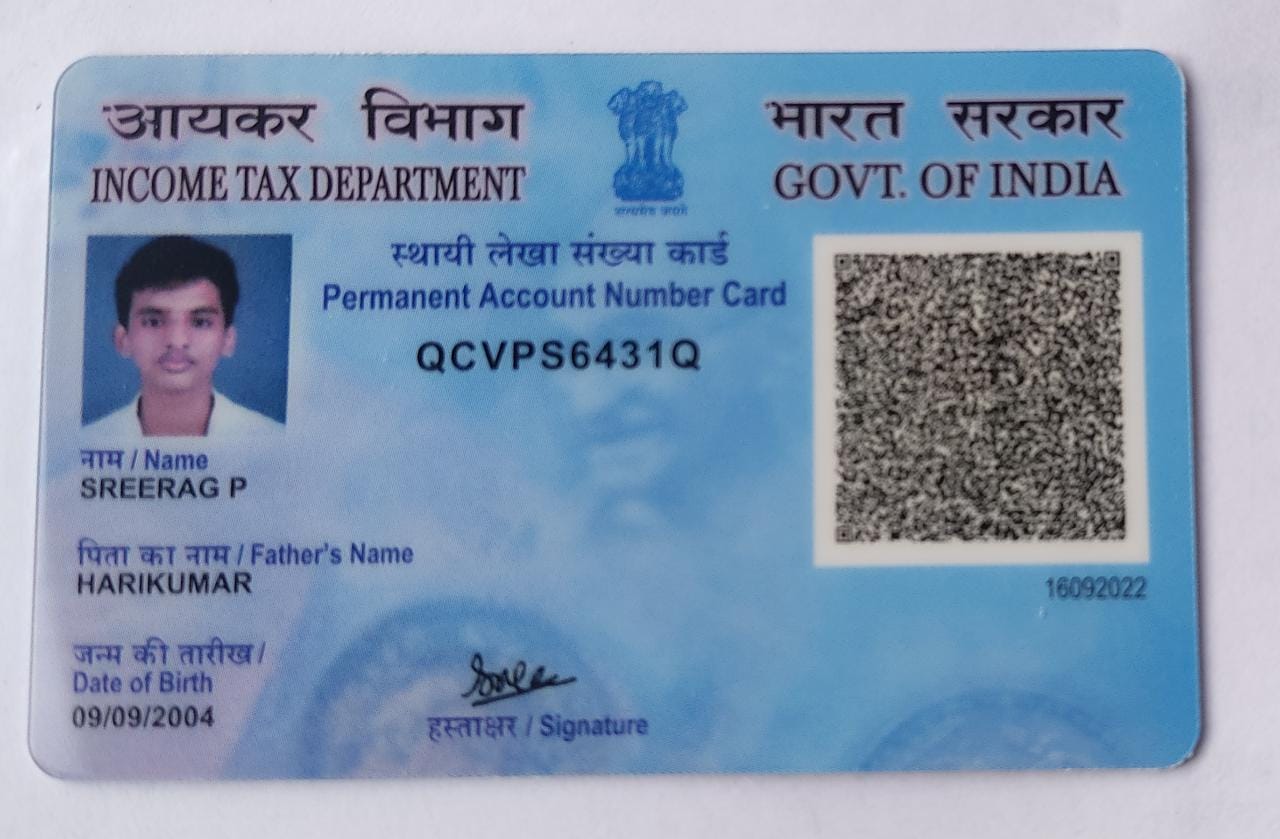 आयकर विभाग
INCOME TAX DEPARTMENT
भारत सरकार
GOVT. OF INDIA
सत्यमेव जयते
स्थायी लेखा संख्या कार्ड
Permanent Account Number Card
QCVPS6431Q
नाम / Name
SREERAG P
पिता का नाम / Father's Name
HARIKUMAR
16092022
जन्म की तारीख /
Date of Birth
09/09/2004
हस्ताक्षर / Signature